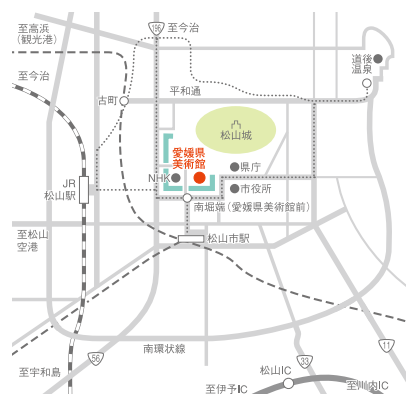 至高浜
(観光港)
196
至今治
道後
温泉
至今治
古町
平和通
松山城
愛媛県
美術館
県庁
NHK
JR
松山駅
市役所
南堀端(愛媛県美術館前)
至松山
空港
松山市駅
南環状線
56
33
11
至宇和島
松山IC
至伊予IC
至川内IC